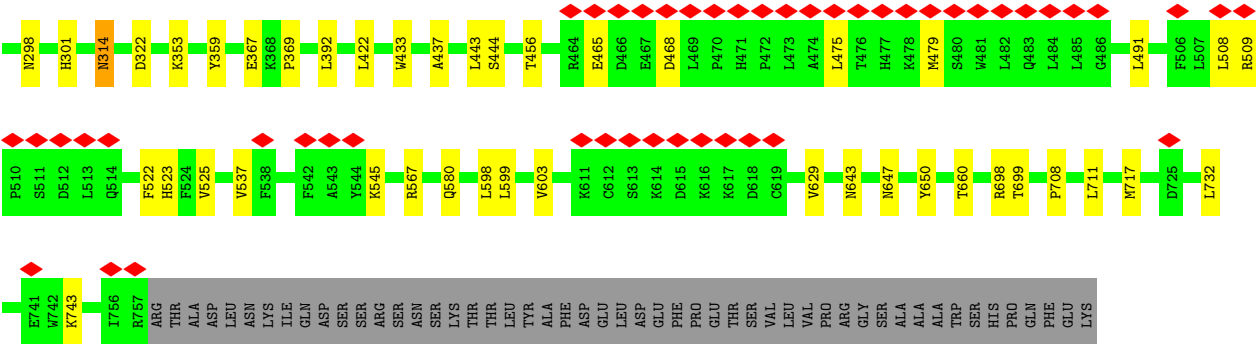 N298 H301 N314 D322 K353 Y359 E367 K368 P369 L392 L422 W433 A437 L443 S444 T456 R464 E465 D466 E467 D468 L469 P470 H471 P472 L473 A474 L475 T476 H477 K478 M479 S480 W481 L482 Q483 L484 L485 G486 L491 F506 L507 L508 R509
P510 S511 D512 L513 Q514 F522 H523 F524 V525 V537 F538 F542 A543 Y544 K545 R567 Q580 L598 L599 V603 K611 C612 S613 K614 D615 K616 K617 D618 C619 V629 N643 N647 Y650 T660 R698 T699 P708 L711 M717 D725 L732
E741 W742 K743 I756 R757 ARG THR ALA ASP LEU ASN LYS ILE GLN ASP SER SER ARG SER ASN SER LYS THR THR LEU TYR ALA PHE ASP GLU LEU ASP GLU PHE PRO GLU THR SER VAL LEU VAL PRO ARG GLY SER ALA ALA ALA TRP SER HIS PRO GLN PHE GLU LYS